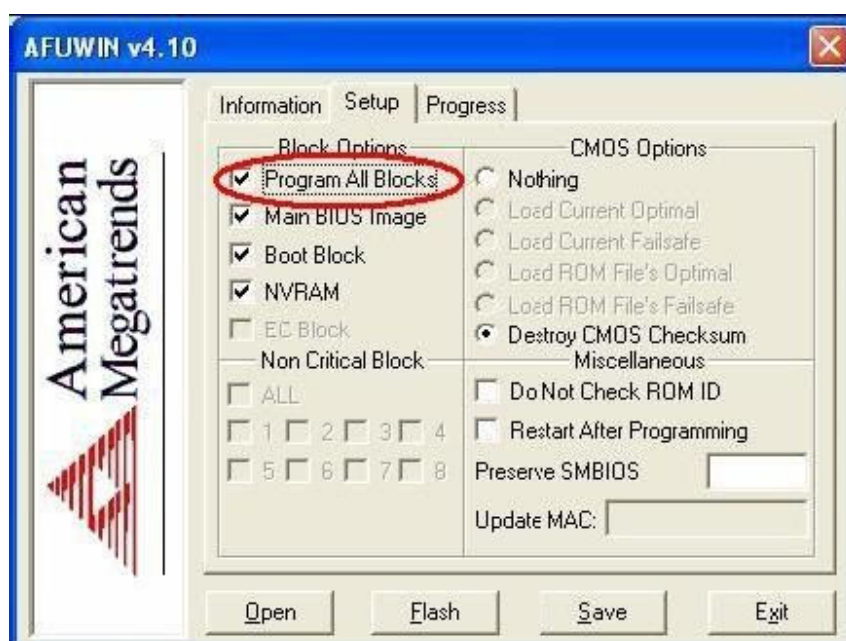 AFUWIN v4.10
American
Megatrends
Information Setup Progress
Block Options
Program All Blocks
Main BIOS Image
Boot Block
NVRAM
EC Block
Non Critical Block
ALL
1 2 3 4
5 6 7 8
CMOS Options
Nothing
Load Current Optimal
Load Current Failsafe
Load ROM File's Optimal
Load ROM File's Failsafe
Destroy CMOS Checksum
Miscellaneous
Do Not Check ROM ID
Restart After Programming
Preserve SMBIOS
Update MAC:
Open Flash Save Exit